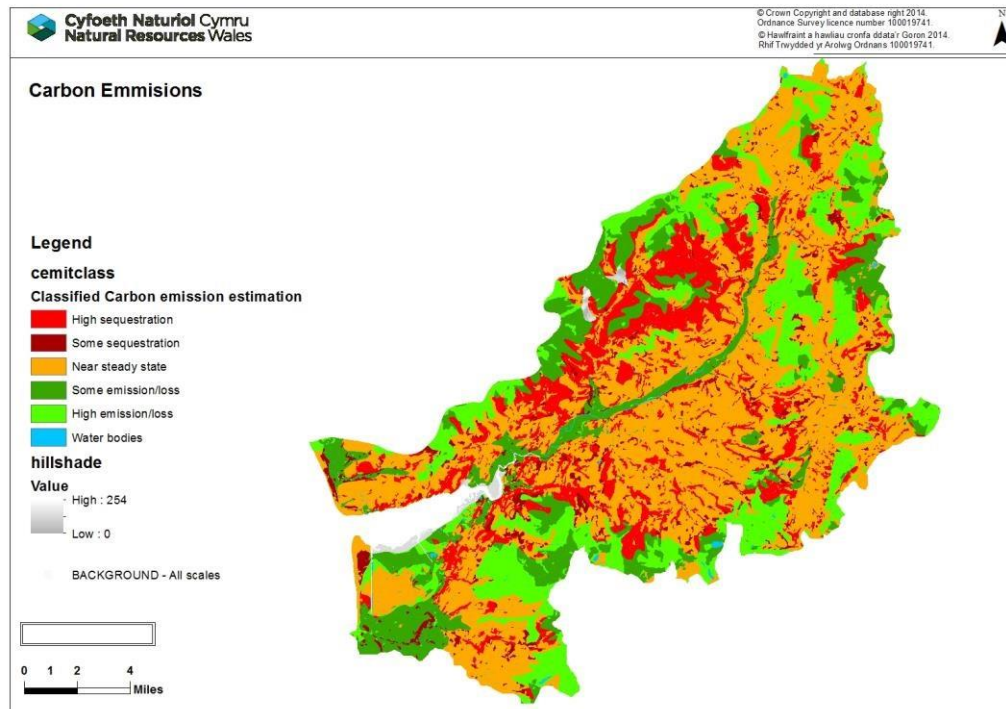 Cyfoeth Naturiol Cymru
Natural Resources Wales
© Crown Copyright and database right 2014.
Ordnance Survey licence number 100019741.
© Hawlfraint a hawliau cronfa ddata'r Goron 2014.
Rhif Trwydded yr Arolwg Ordnans 100019741.
N
Carbon Emmisions
Legend
cemitclass
Classified Carbon emission estimation
High sequestration
Some sequestration
Near steady state
Some emission/loss
High emission/loss
Water bodies
hillshade
Value
High : 254
Low : 0
BACKGROUND - All scales
0 1 2 4
Miles